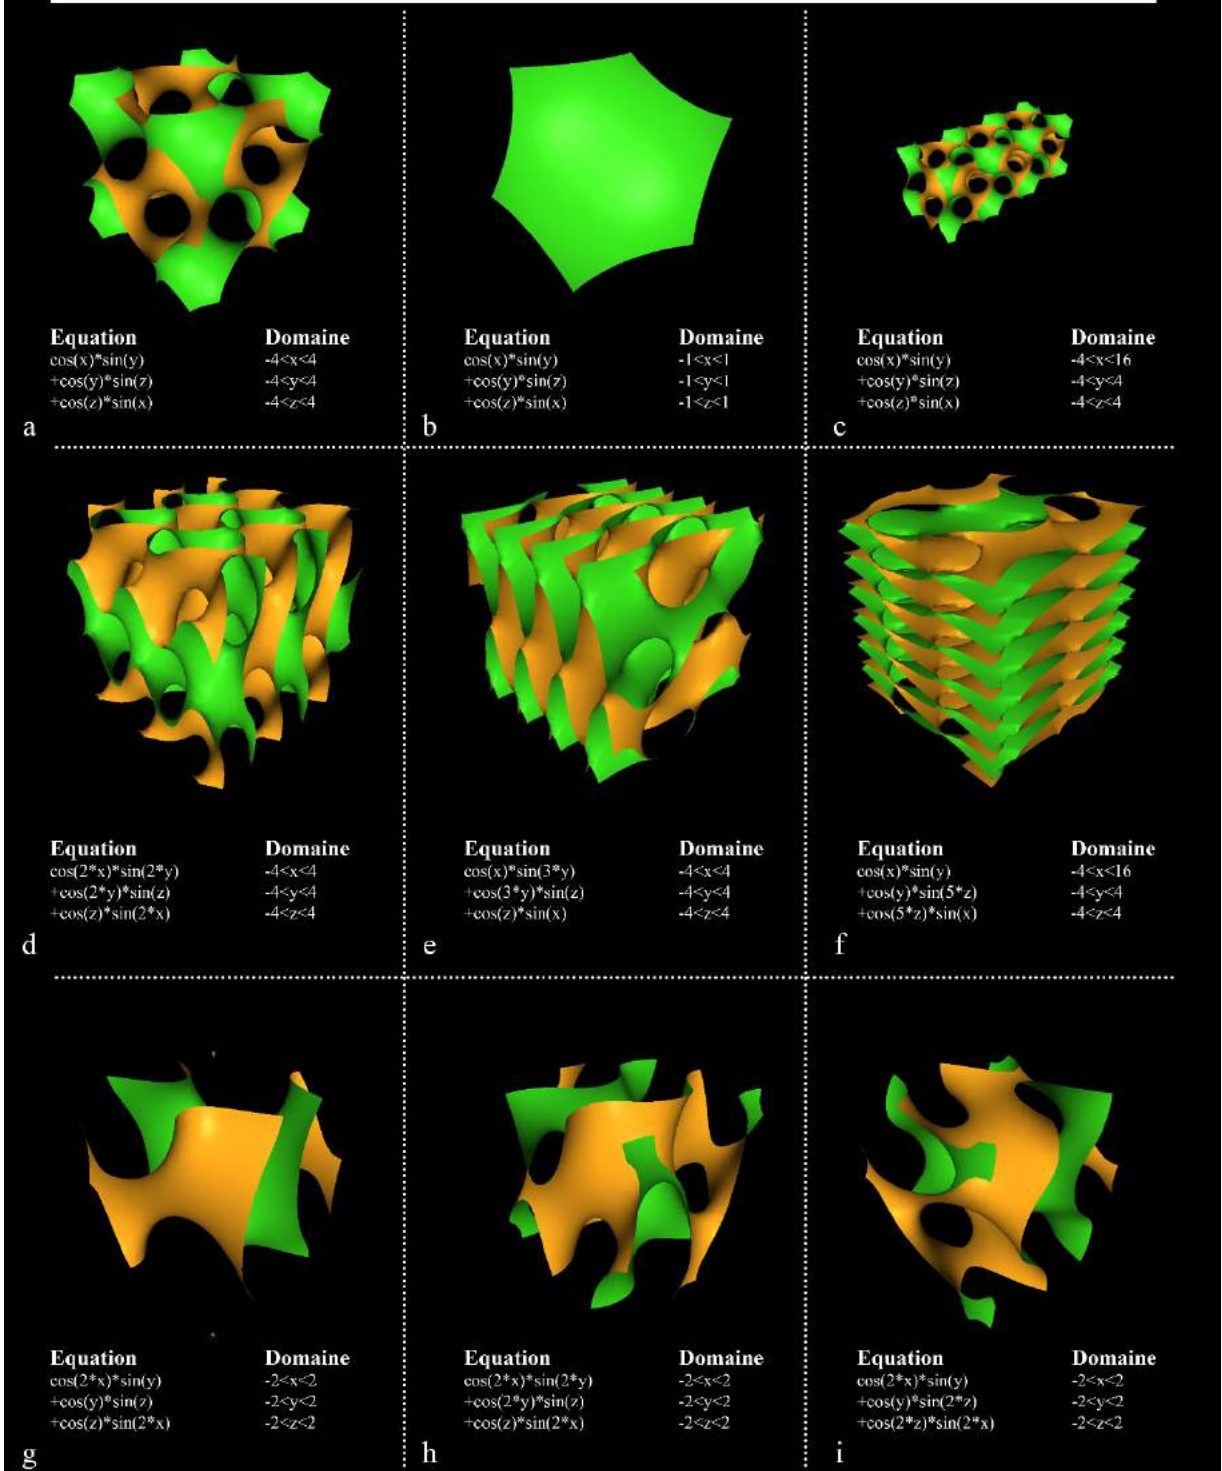 Equation Domaine
cos(x)*sin(y) -4<x<4
+cos(y)*sin(z) -4<y<4
+cos(z)*sin(x) -4<z<4
a
Equation Domaine
cos(x)*sin(y) -1<x<1
+cos(y)*sin(z) -1<y<1
+cos(z)*sin(x) -1<z<1
b
Equation Domaine
cos(x)*sin(y) -4<x<16
+cos(y)*sin(z) -4<y<4
+cos(z)*sin(x) -4<z<4
c
Equation Domaine
cos(2*x)*sin(2*y) -4<x<4
+cos(2*y)*sin(z) -4<y<4
+cos(z)*sin(2*x) -4<z<4
d
Equation Domaine
cos(x)*sin(3*y) -4<x<4
+cos(3*y)*sin(z) -4<y<4
+cos(z)*sin(x) -4<z<4
e
Equation Domaine
cos(x)*sin(y) -4<x<16
+cos(y)*sin(5*z) -4<y<4
+cos(5*z)*sin(x) -4<z<4
f
Equation Domaine
cos(2*x)*sin(y) -2<x<2
+cos(y)*sin(z) -2<y<2
+cos(z)*sin(2*x) -2<z<2
g
Equation Domaine
cos(2*x)*sin(2*y) -2<x<2
+cos(2*y)*sin(z) -2<y<2
+cos(z)*sin(2*x) -2<z<2
h
Equation Domaine
cos(2*x)*sin(y) -2<x<2
+cos(y)*sin(2*z) -2<y<2
+cos(2*z)*sin(2*x) -2<z<2
i